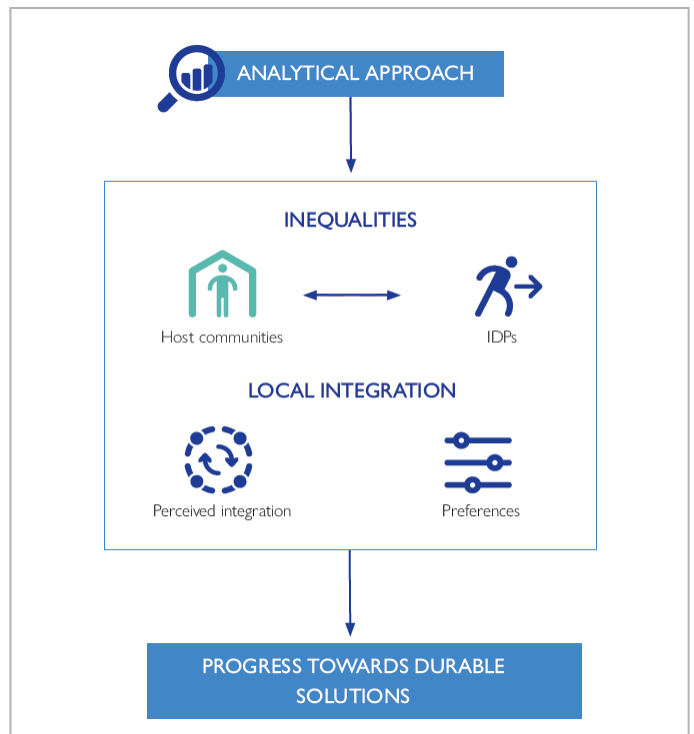 ANALYTICAL APPROACH
INEQUALITIES
Host communities
IDPs
LOCAL INTEGRATION
Perceived integration
Preferences
PROGRESS TOWARDS DURABLE
SOLUTIONS